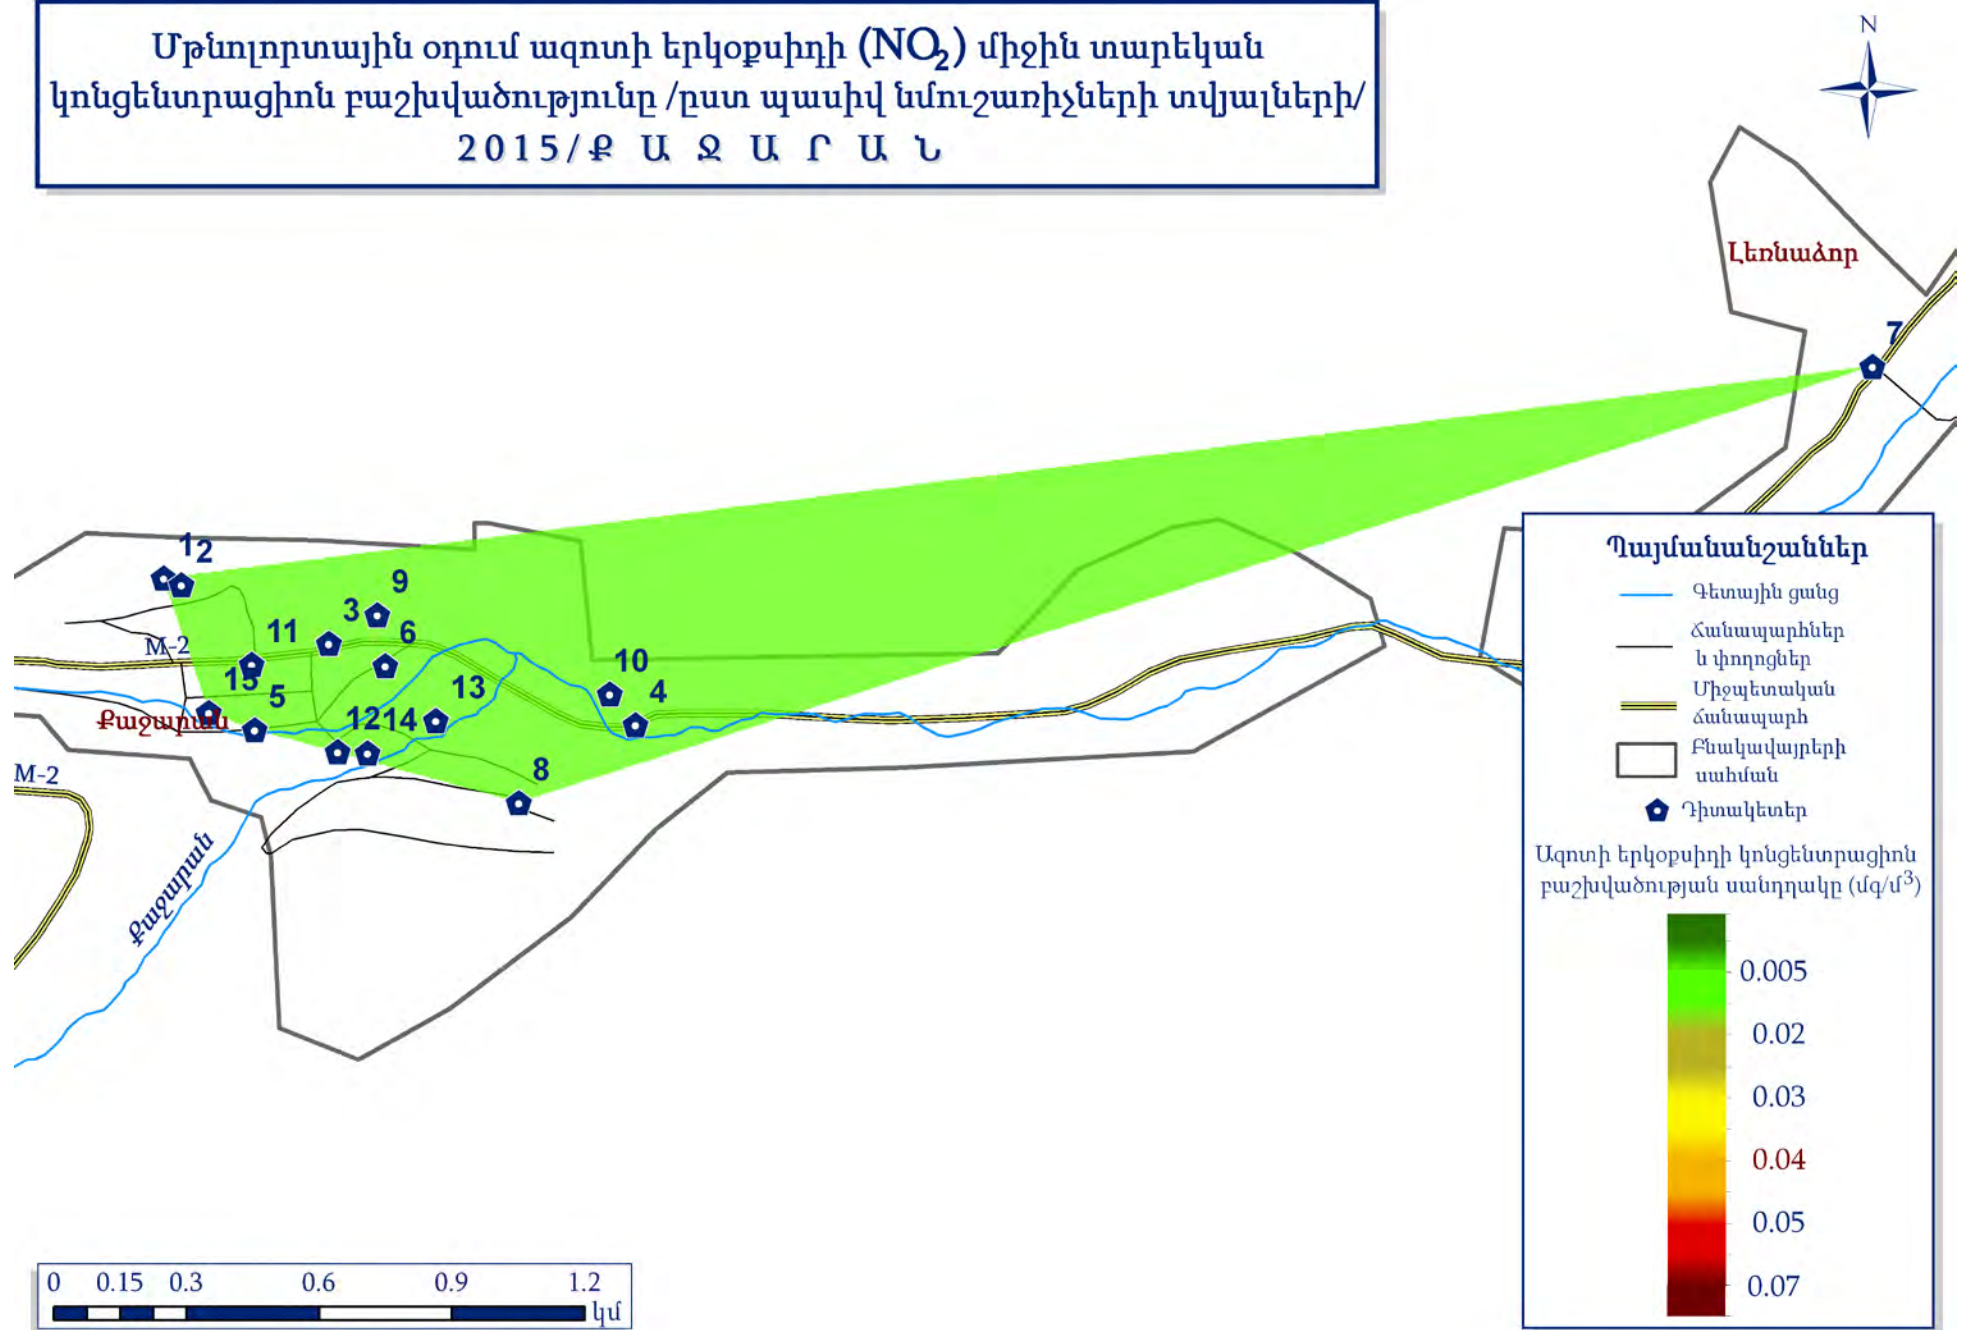 Մթնոլորտային օդում ազոտի երկօքսիդի (NO₂) միջին տարեկան
կոնցենտրացիոն բաշխվածությունը /ըստ պասիվ նմուշառիչների տվյալների/
2015/Ք Ա Ջ Ա Ր Ա Ն
N
Լեռնաձոր
7
1
2
9
3
11
6
M-2
10
15
5
13
4
Քաջարան
12
14
8
M-2
Քաջարան
Պայմանանշաններ
Գետային ցանց
Ճանապարհներ
և փողոցներ
Միջպետական
ճանապարհ
Բնակավայրերի
սահման
Դիտակետեր
Ազոտի երկօքսիդի կոնցենտրացիոն
բաշխվածության սանդղակը (մգ/մ³)
0.005
0.02
0.03
0.04
0.05
0.07
0 0.15 0.3 0.6 0.9 1.2
կմ